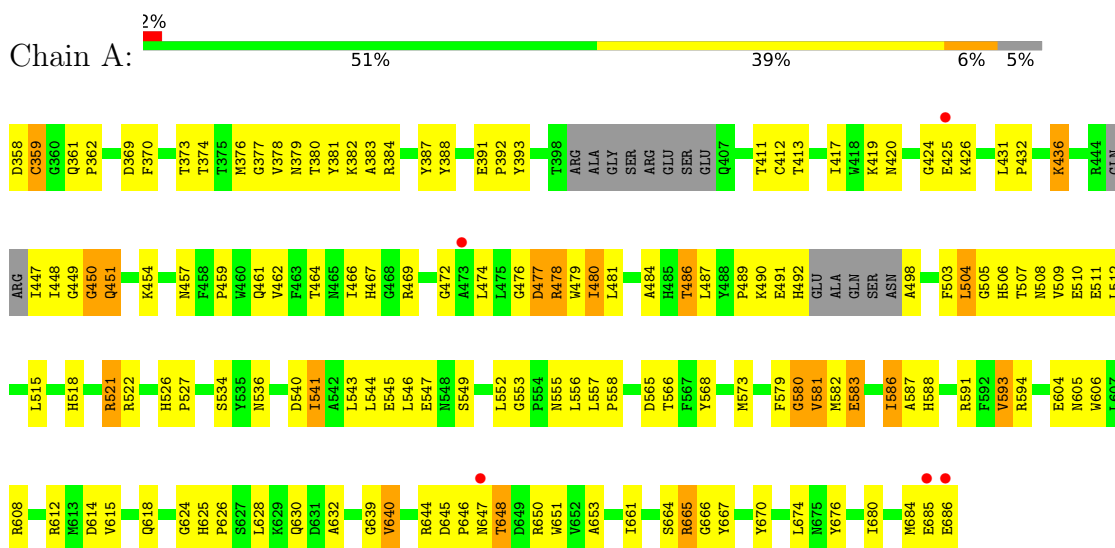 2%
Chain A:
51% 39% 6% 5%
D358 C359 G360 Q361 P362 D369 F370 T373 T374 T375 M376 G377 V378 N379 T380 Y381 K382 A383 R384 Y387 Y388 E391 P392 Y393 T398 ARG ALA GLY SER ARG GLU SER GLU Q407 T411 C412 T413 I417 W418 K419 N420 G424 E425 K426 L431 P432 K436 R444 GLN
ARG I447 I448 G449 G450 Q451 K454 N457 F458 P459 W460 Q461 V462 F463 T464 N465 I466 H467 G468 R469 G472 A473 L474 L475 G476 D477 R478 W479 I480 L481 A484 H485 T486 L487 Y488 P489 K490 E491 H492 GLU ALA GLN SER ASN A498 F503 L504 G505 H506 T507 N508 V509 E510 E511 L512
L515 H518 R521 R522 H526 P527 S534 Y535 N536 D540 I541 A542 L543 L544 E545 L546 E547 N548 S549 L552 G553 P554 N555 L556 L557 P558 D565 T566 F567 Y568 M573 F579 G580 V581 M582 E583 I586 A587 H588 R591 F592 V593 R594 E604 N605 W606 L607
R608 R612 M613 D614 V615 Q618 G624 H625 P626 S627 L628 K629 Q630 D631 A632 G639 V640 R644 D645 P646 N647 T648 D649 R650 W651 V652 A653 I661 S664 R665 G666 Y667 Y670 L674 N675 Y676 I680 M684 E685 E686